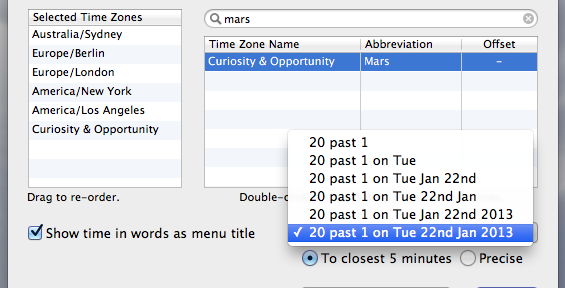 Selected Time Zones
Australia/Sydney
Europe/Berlin
Europe/London
America/New York
America/Los Angeles
Curiosity & Opportunity
Drag to re-order.
mars
Time Zone Name Abbreviation Offset
Curiosity & Opportunity Mars –
Double-
20 past 1
20 past 1 on Tue
20 past 1 on Tue Jan 22nd
20 past 1 on Tue 22nd Jan
20 past 1 on Tue Jan 22nd 2013
✓ 20 past 1 on Tue 22nd Jan 2013
Show time in words as menu title
To closest 5 minutes Precise